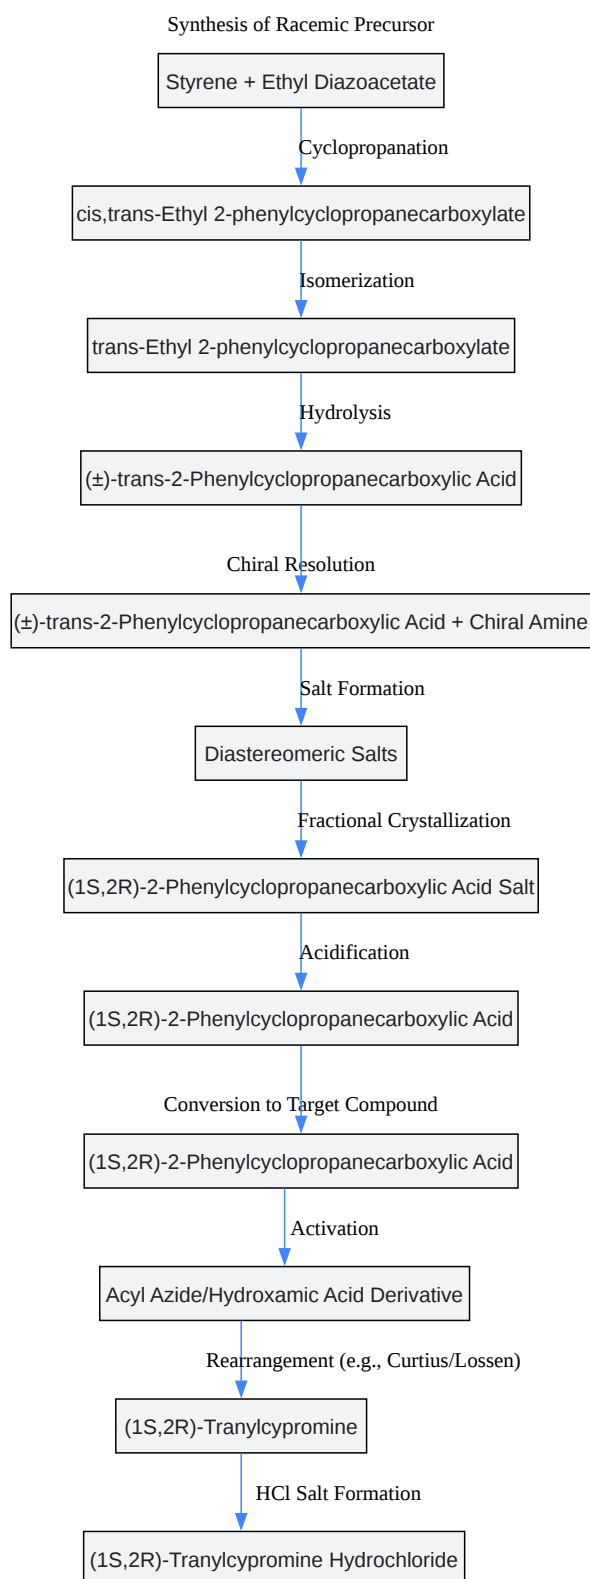 Synthesis of Racemic Precursor
Styrene + Ethyl Diazoacetate
Cyclopropanation
cis,trans-Ethyl 2-phenylcyclopropanecarboxylate
Isomerization
trans-Ethyl 2-phenylcyclopropanecarboxylate
Hydrolysis
(±)-trans-2-Phenylcyclopropanecarboxylic Acid
Chiral Resolution
(±)-trans-2-Phenylcyclopropanecarboxylic Acid + Chiral Amine
Salt Formation
Diastereomeric Salts
Fractional Crystallization
(1S,2R)-2-Phenylcyclopropanecarboxylic Acid Salt
Acidification
(1S,2R)-2-Phenylcyclopropanecarboxylic Acid
Conversion to Target Compound
(1S,2R)-2-Phenylcyclopropanecarboxylic Acid
Activation
Acyl Azide/Hydroxamic Acid Derivative
Rearrangement (e.g., Curtius/Lossen)
(1S,2R)-Tranylcypromine
HCl Salt Formation
(1S,2R)-Tranylcypromine Hydrochloride